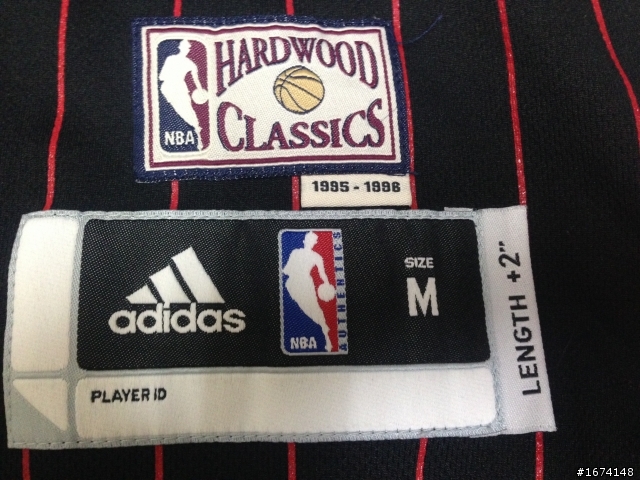 HARDWOOD
NBA
CLASSICS
1995 - 1996
adidas
NBA
AUTHENTICS
SIZE
M
LENGTH +2"
PLAYER ID
#1674148